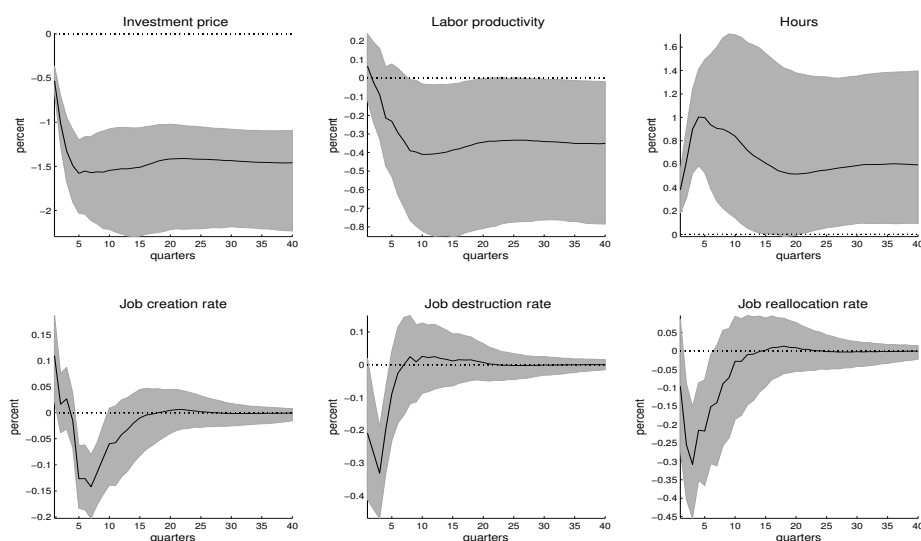 Investment price
Labor productivity
Hours
0
−0.5
−1
−1.5
−2
percent
5 10 15 20 25 30 35 40
quarters
0.2
0.1
0
−0.1
−0.2
−0.3
−0.4
−0.5
−0.6
−0.7
−0.8
percent
5 10 15 20 25 30 35 40
quarters
1.6
1.4
1.2
1
0.8
0.6
0.4
0.2
0
percent
5 10 15 20 25 30 35 40
quarters
Job creation rate
Job destruction rate
Job reallocation rate
0.15
0.1
0.05
0
−0.05
−0.1
−0.15
−0.2
percent
5 10 15 20 25 30 35 40
quarters
0.1
0
−0.1
−0.2
−0.3
−0.4
percent
5 10 15 20 25 30 35 40
quarters
0.05
0
−0.05
−0.1
−0.15
−0.2
−0.25
−0.3
−0.35
−0.4
−0.45
percent
5 10 15 20 25 30 35 40
quarters